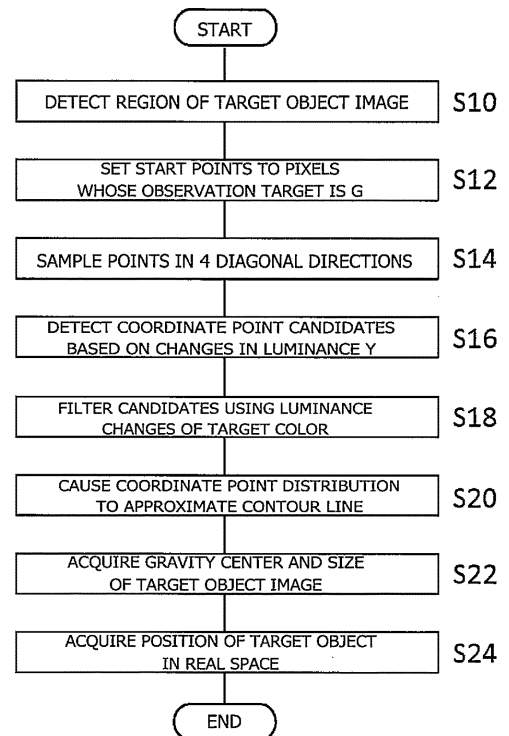 START
DETECT REGION OF TARGET OBJECT IMAGE
S10
SET START POINTS TO PIXELS
WHOSE OBSERVATION TARGET IS G
S12
SAMPLE POINTS IN 4 DIAGONAL DIRECTIONS
S14
DETECT COORDINATE POINT CANDIDATES
BASED ON CHANGES IN LUMINANCE Y
S16
FILTER CANDIDATES USING LUMINANCE
CHANGES OF TARGET COLOR
S18
CAUSE COORDINATE POINT DISTRIBUTION
TO APPROXIMATE CONTOUR LINE
S20
ACQUIRE GRAVITY CENTER AND SIZE
OF TARGET OBJECT IMAGE
S22
ACQUIRE POSITION OF TARGET OBJECT
IN REAL SPACE
S24
END